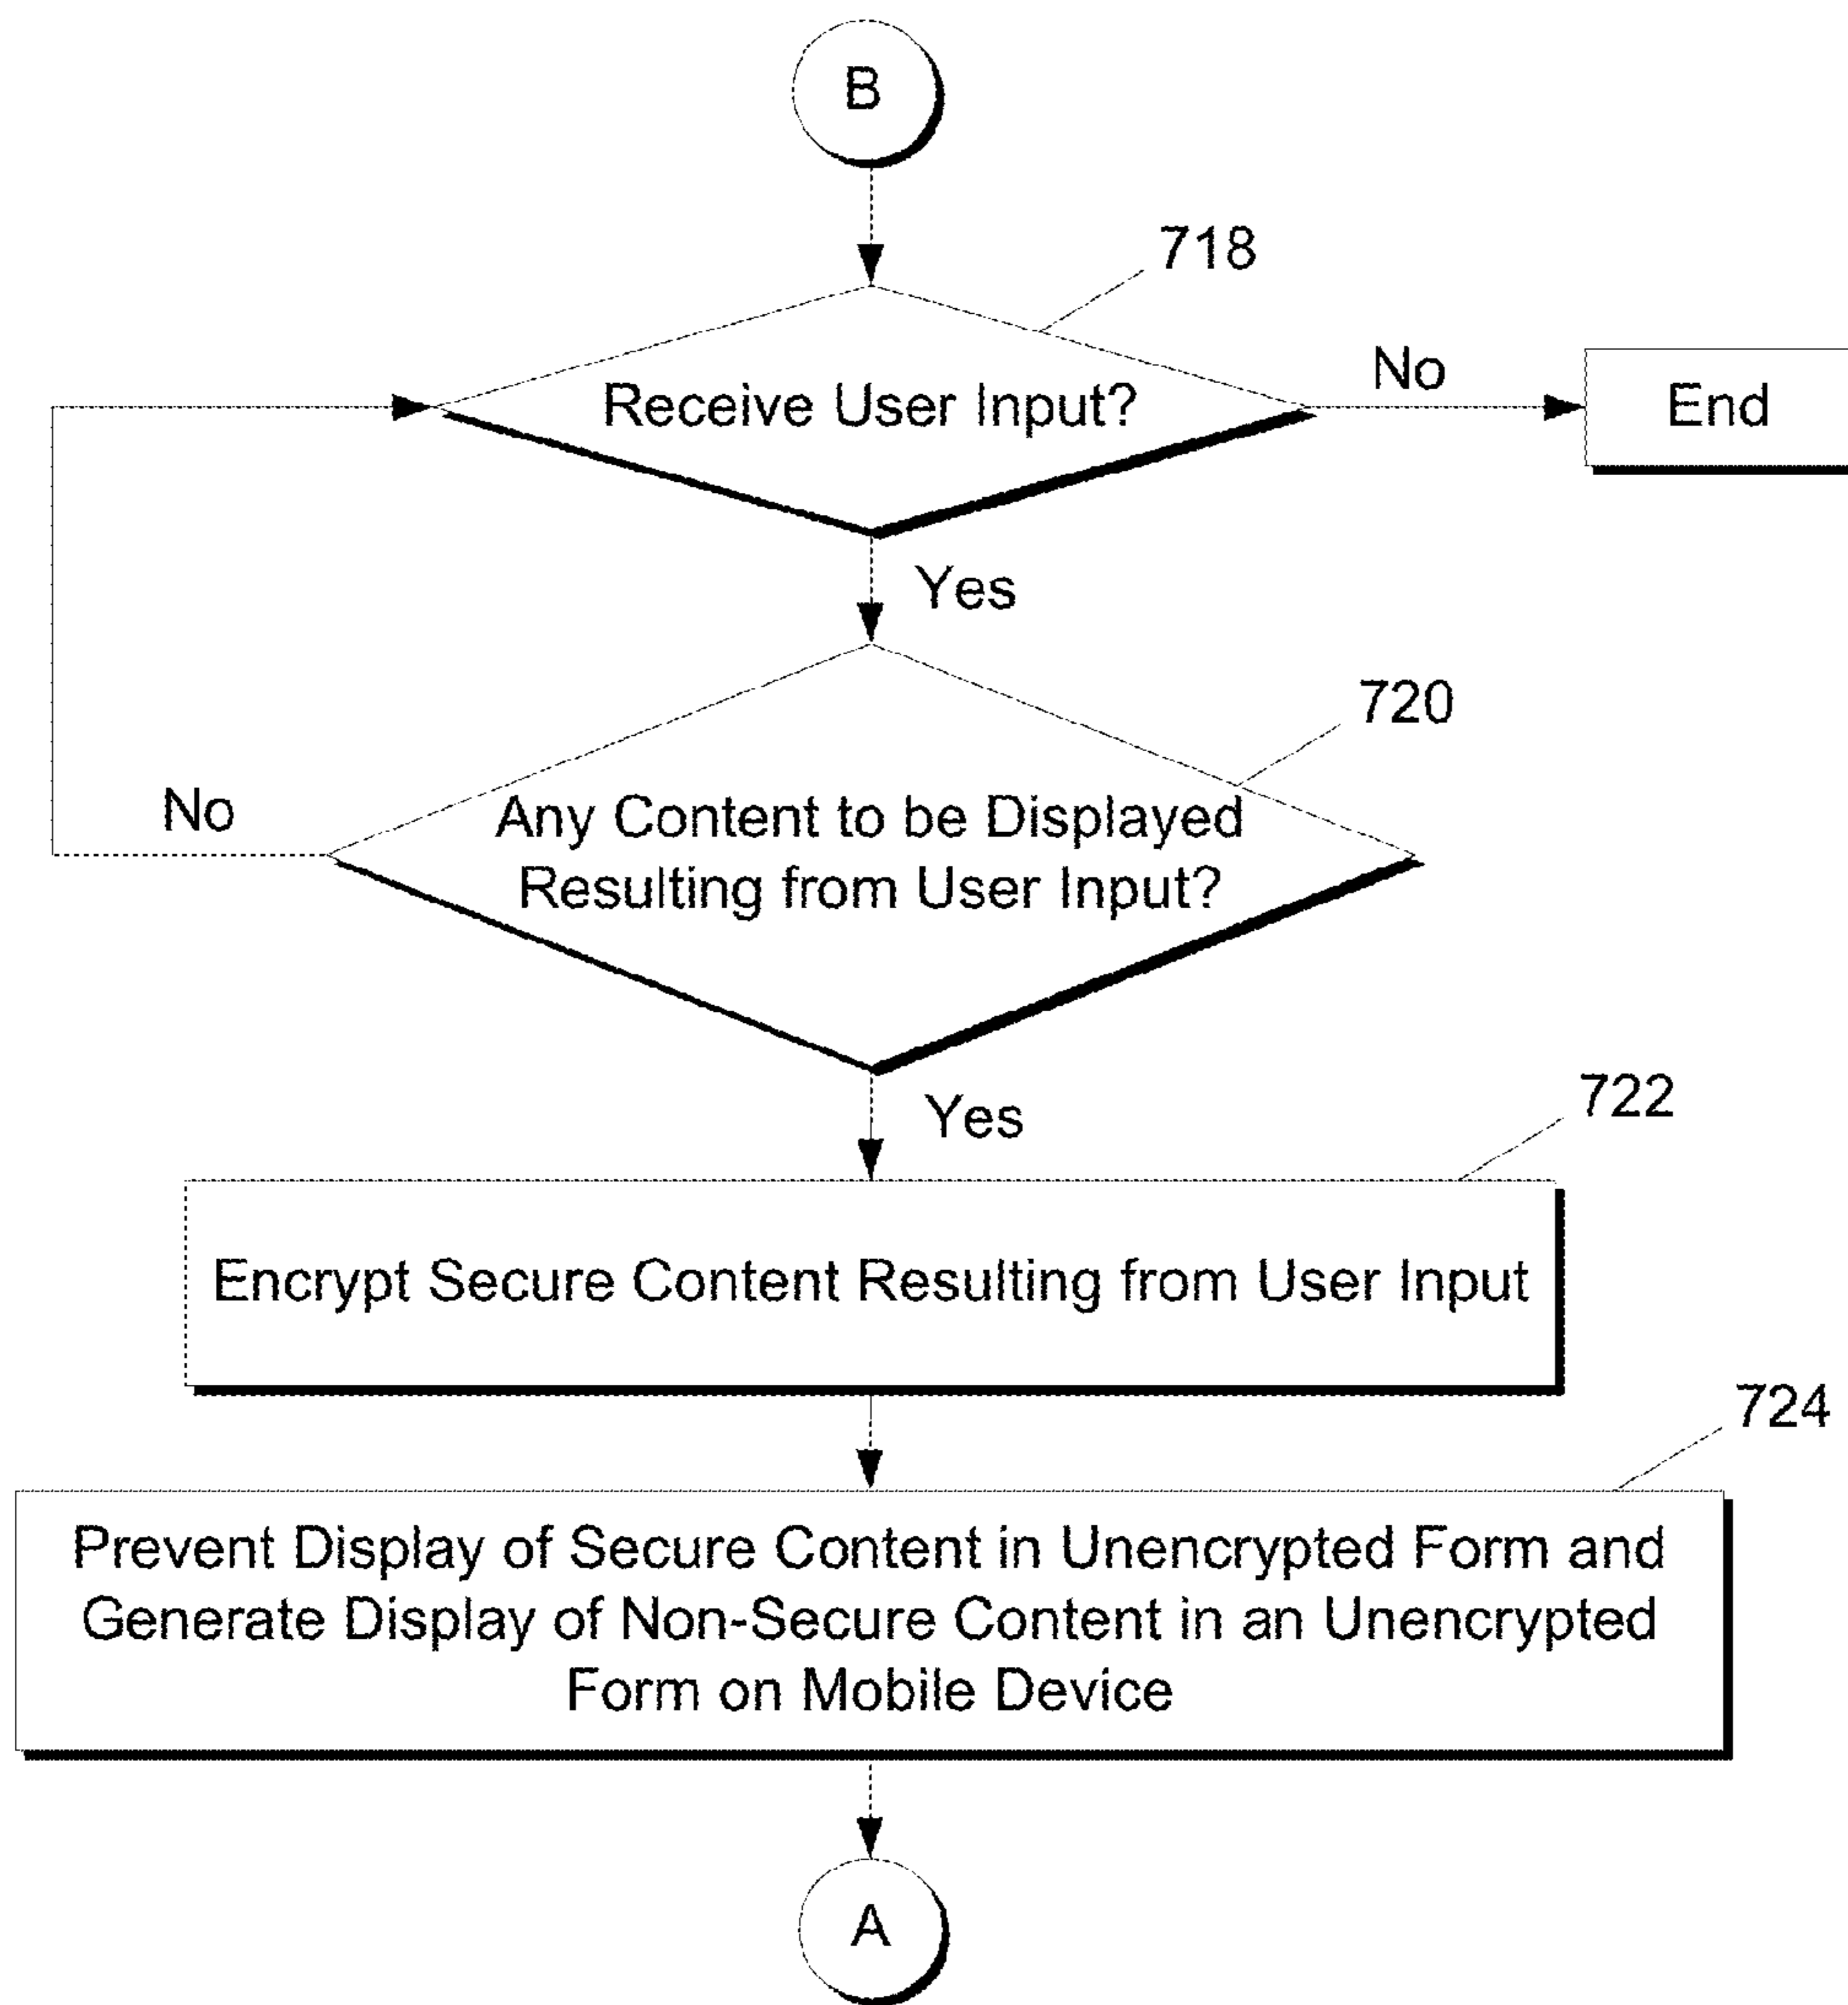 B
718
Receive User Input?
No
End
Yes
720
No
Any Content to be Displayed
Resulting from User Input?
Yes
722
Encrypt Secure Content Resulting from User Input
724
Prevent Display of Secure Content in Unencrypted Form and
Generate Display of Non-Secure Content in an Unencrypted
Form on Mobile Device
A